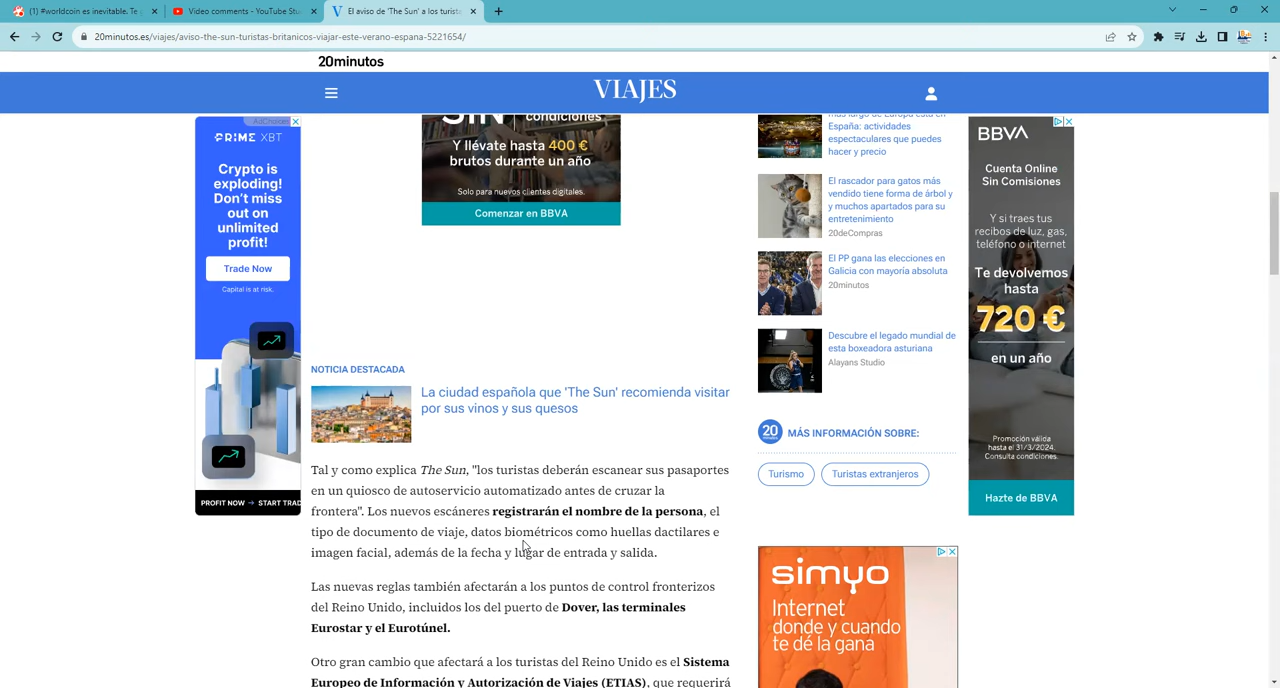 (1) #worldcoin es inevitable. Te g
Video comments - YouTube Stu
El aviso de 'The Sun' a los turista
20minutos.es/viajes/aviso-the-sun-turistas-britanicos-viajar-este-verano-espana-5221654/
20minutos
VIAJES
AdChoices
PRIME XBT
Crypto is
exploding!
Don't miss
out on
unlimited
profit!
Trade Now
Capital is at risk.
PROFIT NOW → START TRAD
SIN condiciones
Y llévate hasta 400 €
brutos durante un año
Solo para nuevos clientes digitales.
Comenzar en BBVA
NOTICIA DESTACADA
La ciudad española que 'The Sun' recomienda visitar
por sus vinos y sus quesos
Tal y como explica The Sun, "los turistas deberán escanear sus pasaportes
en un quiosco de autoservicio automatizado antes de cruzar la
frontera". Los nuevos escáneres registrarán el nombre de la persona, el
tipo de documento de viaje, datos biométricos como huellas dactilares e
imagen facial, además de la fecha y lugar de entrada y salida.
Las nuevas reglas también afectarán a los puntos de control fronterizos
del Reino Unido, incluidos los del puerto de Dover, las terminales
Eurostar y el Eurotúnel.
Otro gran cambio que afectará a los turistas del Reino Unido es el Sistema
Europeo de Información y Autorización de Viajes (ETIAS), que requerirá
más largo de Europa está en
España: actividades
espectaculares que puedes
hacer y precio
El rascador para gatos más
vendido tiene forma de árbol y
y muchos apartados para su
entretenimiento
20deCompras
El PP gana las elecciones en
Galicia con mayoría absoluta
20minutos
Descubre el legado mundial de
esta boxeadora asturiana
Alayans Studio
20 minutos
MÁS INFORMACIÓN SOBRE:
Turismo
Turistas extranjeros
simyo
Internet
donde y cuando
te dé la gana
BBVA
Cuenta Online
Sin Comisiones
Y si traes tus
recibos de luz, gas,
teléfono o internet
Te devolvemos
hasta
720 €
en un año
Promoción válida
hasta el 31/3/2024.
Consulta condiciones.
Hazte de BBVA